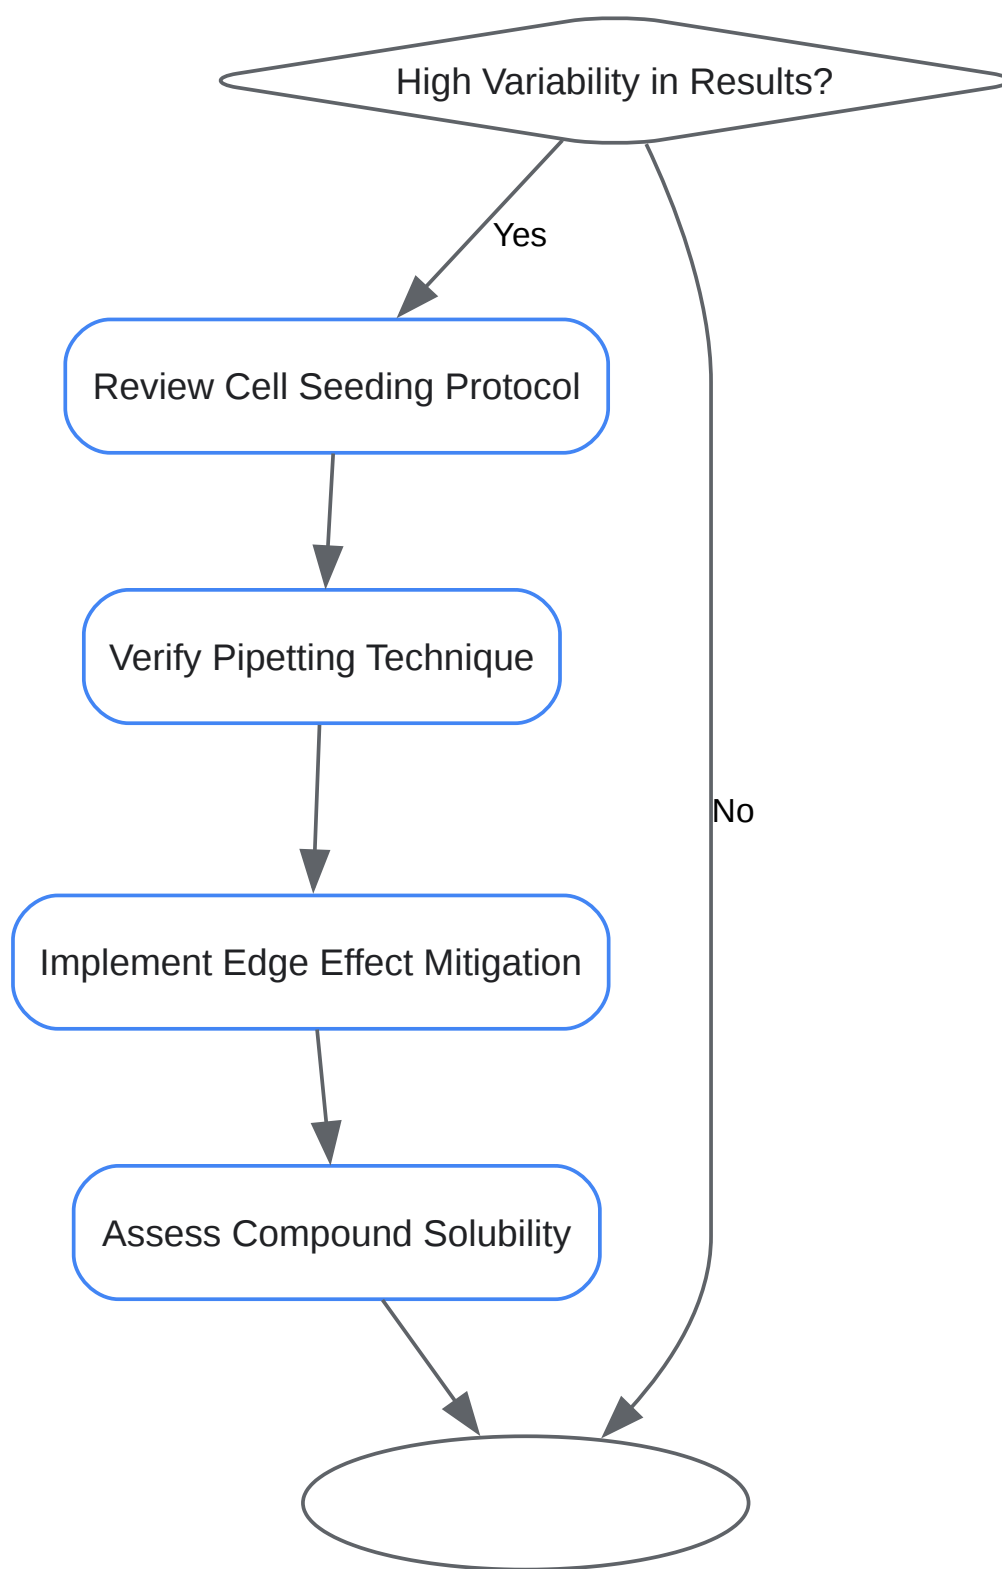 High Variability in Results?
Yes
Review Cell Seeding Protocol
Verify Pipetting Technique
No
Implement Edge Effect Mitigation
Assess Compound Solubility